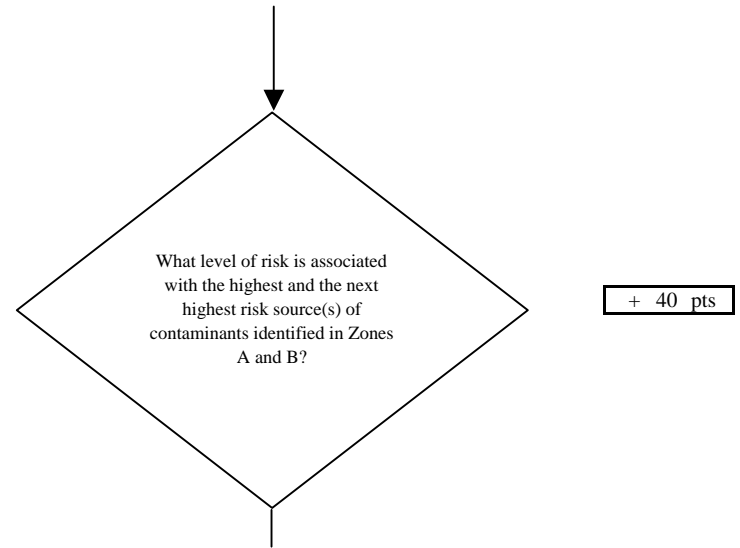 What level of risk is associated
with the highest and the next
highest risk source(s) of
contaminants identified in Zones
A and B?
+ 40 pts